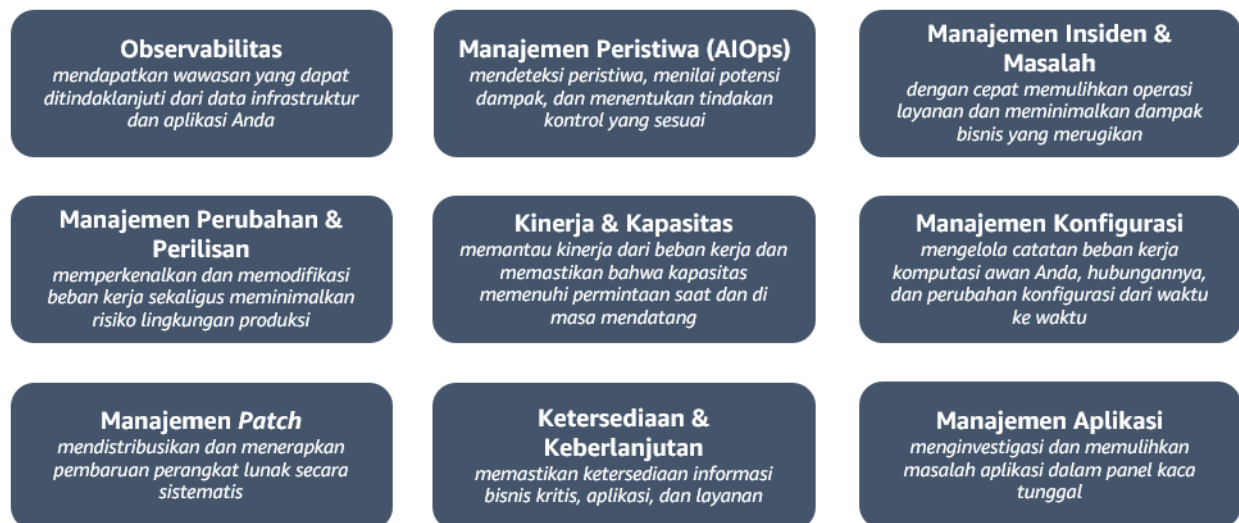 Observabilitas
mendapatkan wawasan yang dapat
ditindaklanjuti dari data infrastruktur
dan aplikasi Anda
Manajemen Peristiwa (AIOps)
mendeteksi peristiwa, menilai potensi
dampak, dan menentukan tindakan
kontrol yang sesuai
Manajemen Insiden &
Masalah
dengan cepat memulihkan operasi
layanan dan meminimalkan dampak
bisnis yang merugikan
Manajemen Perubahan &
Perilisan
memperkenalkan dan memodifikasi
beban kerja sekaligus meminimalkan
risiko lingkungan produksi
Kinerja & Kapasitas
memantau kinerja dari beban kerja dan
memastikan bahwa kapasitas
memenuhi permintaan saat dan di
masa mendatang
Manajemen Konfigurasi
mengelola catatan beban kerja
komputasi awan Anda, hubungannya,
dan perubahan konfigurasi dari waktu
ke waktu
Manajemen Patch
mendistribusikan dan menerapkan
pembaruan perangkat lunak secara
sistematis
Ketersediaan &
Keberlanjutan
memastikan ketersediaan informasi
bisnis kritis, aplikasi, dan layanan
Manajemen Aplikasi
menginvestigasi dan memulihkan
masalah aplikasi dalam panel kaca
tunggal